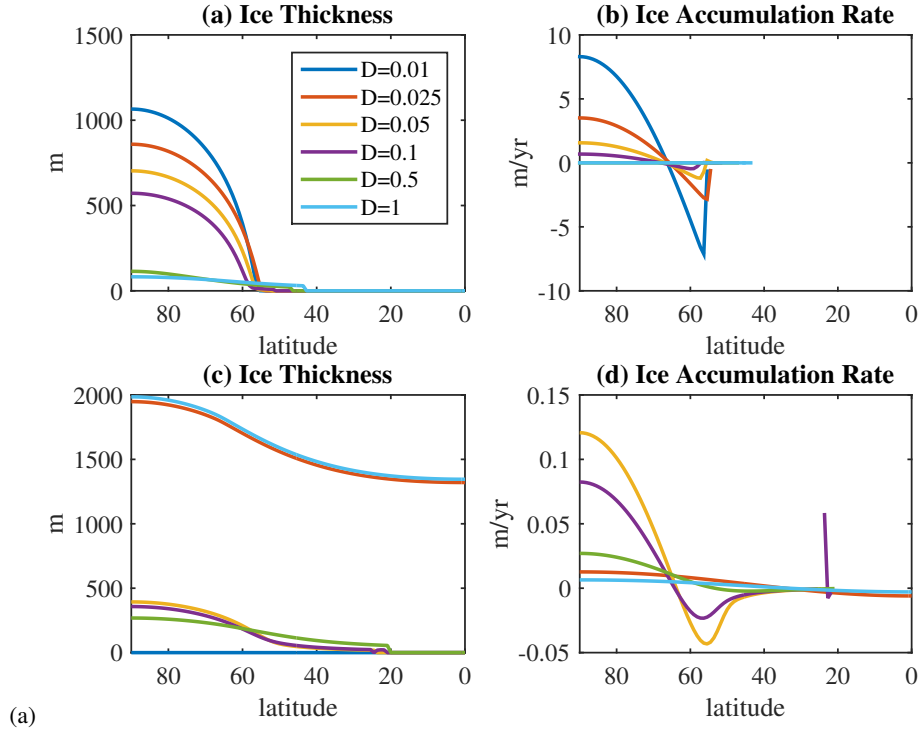 (a) Ice Thickness
1500
1000
500
0
m
80 60 40 20 0
latitude
D=0.01
D=0.025
D=0.05
D=0.1
D=0.5
D=1
(b) Ice Accumulation Rate
10
5
0
-5
-10
m/yr
80 60 40 20 0
latitude
(c) Ice Thickness
2000
1500
1000
500
0
m
80 60 40 20 0
latitude
(d) Ice Accumulation Rate
0.15
0.1
0.05
0
-0.05
m/yr
80 60 40 20 0
latitude
(a)